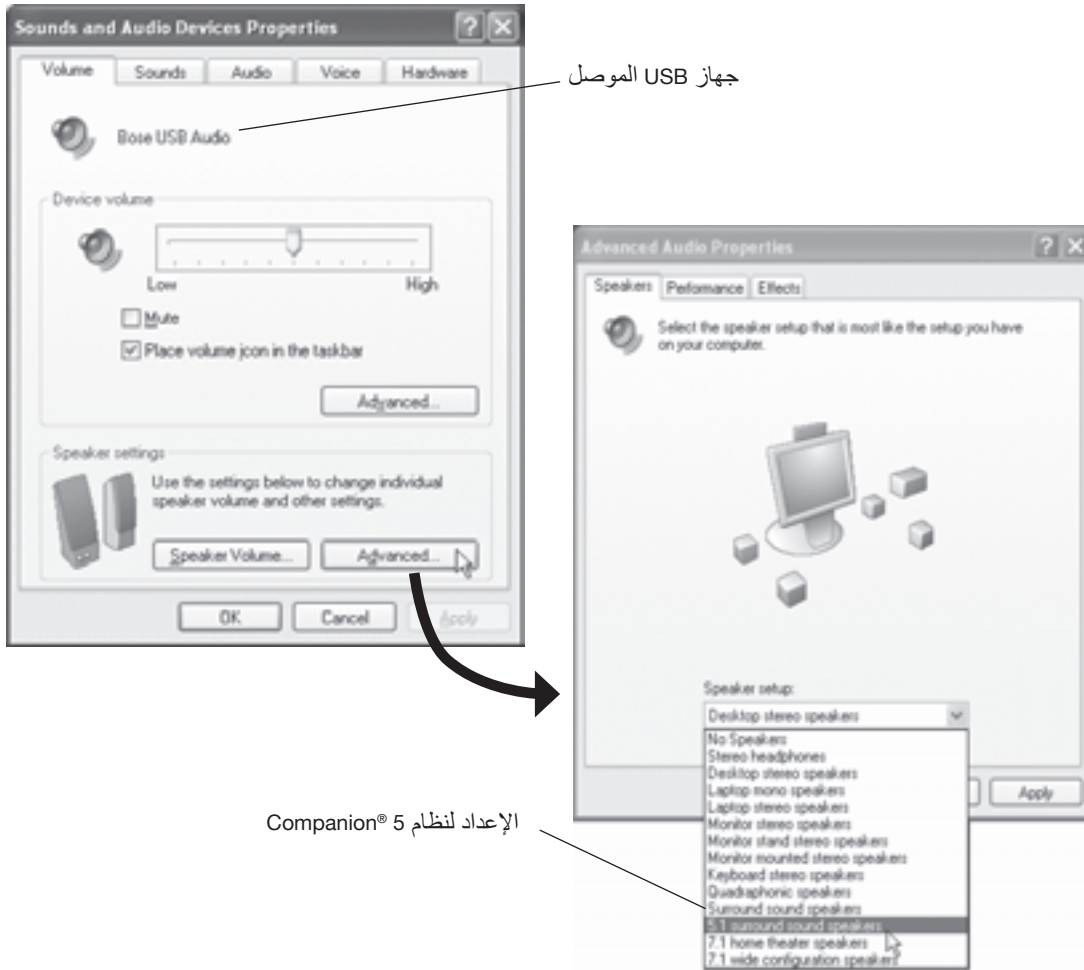 Sounds and Audio Devices Properties
Volume
Sounds
Audio
Voice
Hardware
جهاز USB الموصل
Bose USB Audio
Device volume
Low
High
Mute
Place volume icon in the taskbar
Advanced...
Speaker settings
Use the settings below to change individual
speaker volume and other settings.
Speaker Volume...
Advanced...
OK
Cancel
Apply
Advanced Audio Properties
Speakers
Performance
Effects
Select the speaker setup that is most like the setup you have
on your computer.
Speaker setup:
Desktop stereo speakers
No Speakers
Stereo headphones
Desktop stereo speakers
Laptop mono speakers
Laptop stereo speakers
Monitor stereo speakers
Monitor stand stereo speakers
Monitor mounted stereo speakers
Keyboard stereo speakers
Quadraphonic speakers
Surround sound speakers
5.1 surround sound speakers
7.1 home theater speakers
7.1 wide configuration speakers
Apply
الإعداد لنظام Companion® 5